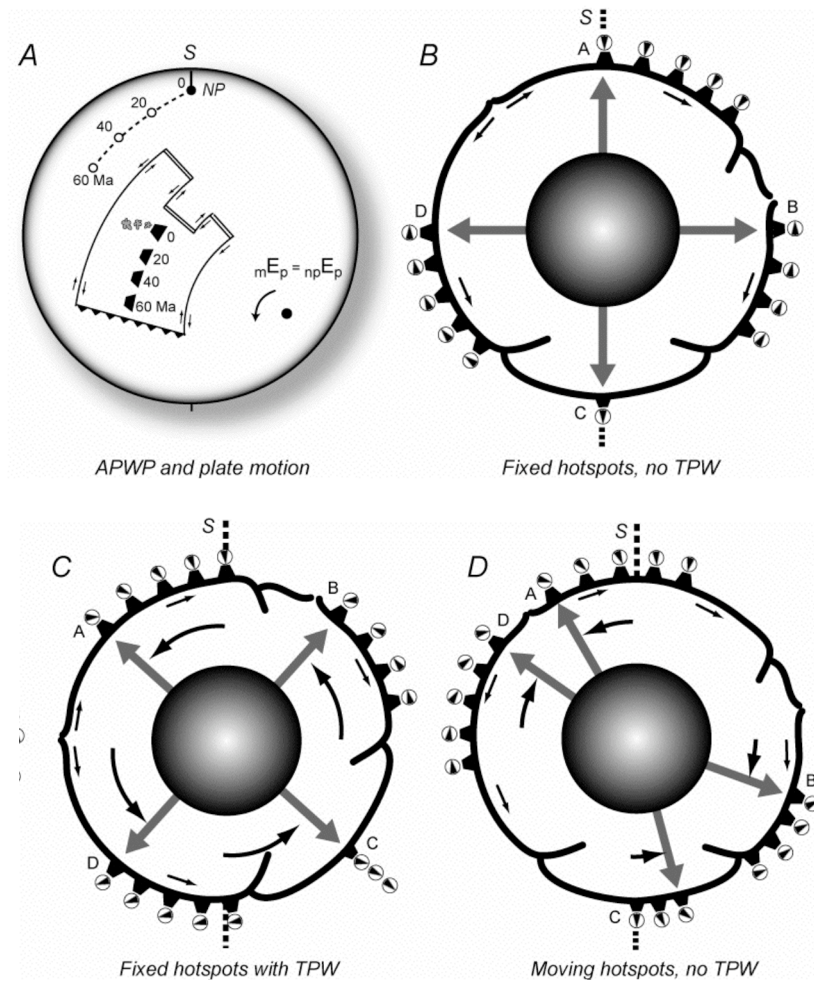 A
S
0
NP
20
40
60 Ma
0
20
40
60 Ma
mEp = npEp
APWP and plate motion
B
S
A
B
D
C
Fixed hotspots, no TPW
C
S
B
A
D
C
Fixed hotspots with TPW
D
S
A
D
B
C
Moving hotspots, no TPW